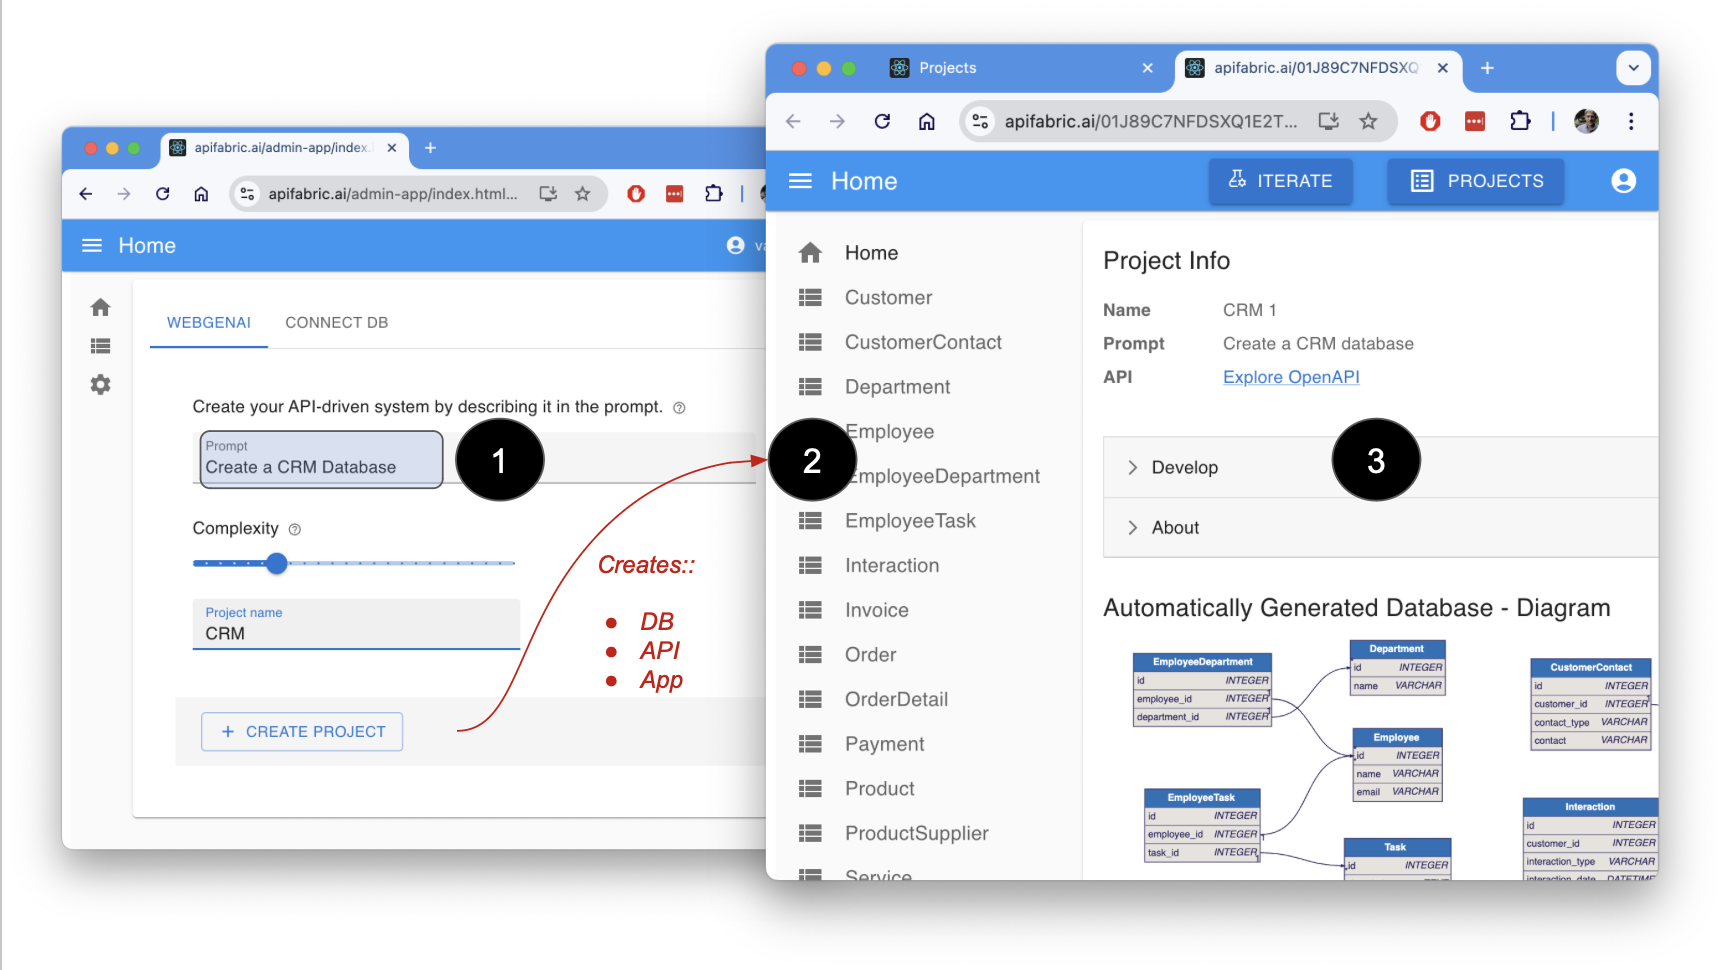 apifabric.ai/admin-app/index.
apifabric.ai/admin-app/index.html...
Home
WEBGENAI
CONNECT DB
Create your API-driven system by describing it in the prompt.
Prompt
Create a CRM Database
1
Complexity
Project name
CRM
+ CREATE PROJECT
Creates::
• DB
• API
• App
Projects
apifabric.ai/01J89C7NFDSXQ
apifabric.ai/01J89C7NFDSXQ1E2T...
Home
ITERATE
PROJECTS
Home
Customer
CustomerContact
Department
Employee
2
EmployeeDepartment
EmployeeTask
Interaction
Invoice
Order
OrderDetail
Payment
Product
ProductSupplier
Service
Project Info
Name CRM 1
Prompt Create a CRM database
API Explore OpenAPI
Develop
3
About
Automatically Generated Database - Diagram
EmployeeDepartment
id INTEGER
employee_id INTEGER
department_id INTEGER
Department
id INTEGER
name VARCHAR
CustomerContact
id INTEGER
customer_id INTEGER
contact_type VARCHAR
contact VARCHAR
Employee
id INTEGER
name VARCHAR
email VARCHAR
EmployeeTask
id INTEGER
employee_id INTEGER
task_id INTEGER
Task
id INTEGER
Interaction
id INTEGER
customer_id INTEGER
interaction_type VARCHAR
interaction_date DATETIME